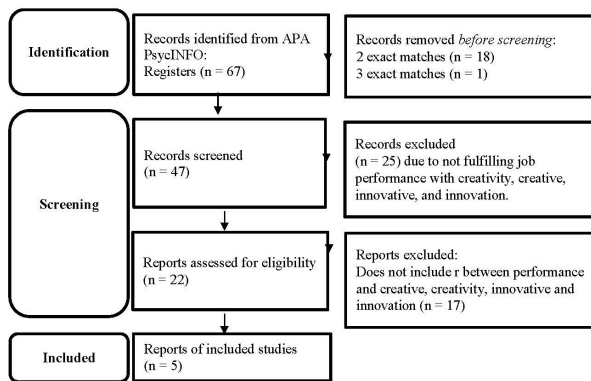 Identification
Records identified from APA
PsycINFO:
Registers (n = 67)
Records removed before screening:
2 exact matches (n = 18)
3 exact matches (n = 1)
Screening
Records screened
(n = 47)
Records excluded
(n = 25) due to not fulfilling job
performance with creativity, creative,
innovative, and innovation.
Reports assessed for eligibility
(n = 22)
Reports excluded:
Does not include r between performance
and creative, creativity, innovative and
innovation (n = 17)
Included
Reports of included studies
(n = 5)